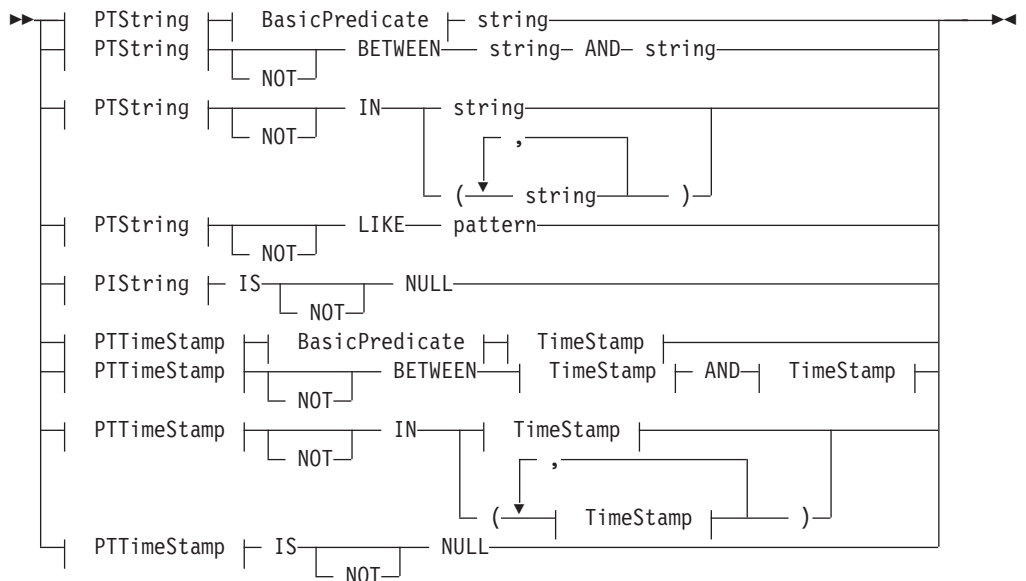 PTString BasicPredicate string
PTString BETWEEN string AND string
NOT
PTString IN string
NOT ,
( string )
PTString LIKE pattern
NOT
PIString IS NULL
NOT
PTTimeStamp BasicPredicate TimeStamp
PTTimeStamp BETWEEN TimeStamp AND TimeStamp
NOT
PTTimeStamp IN TimeStamp
NOT ,
( TimeStamp )
PTTimeStamp IS NULL
NOT